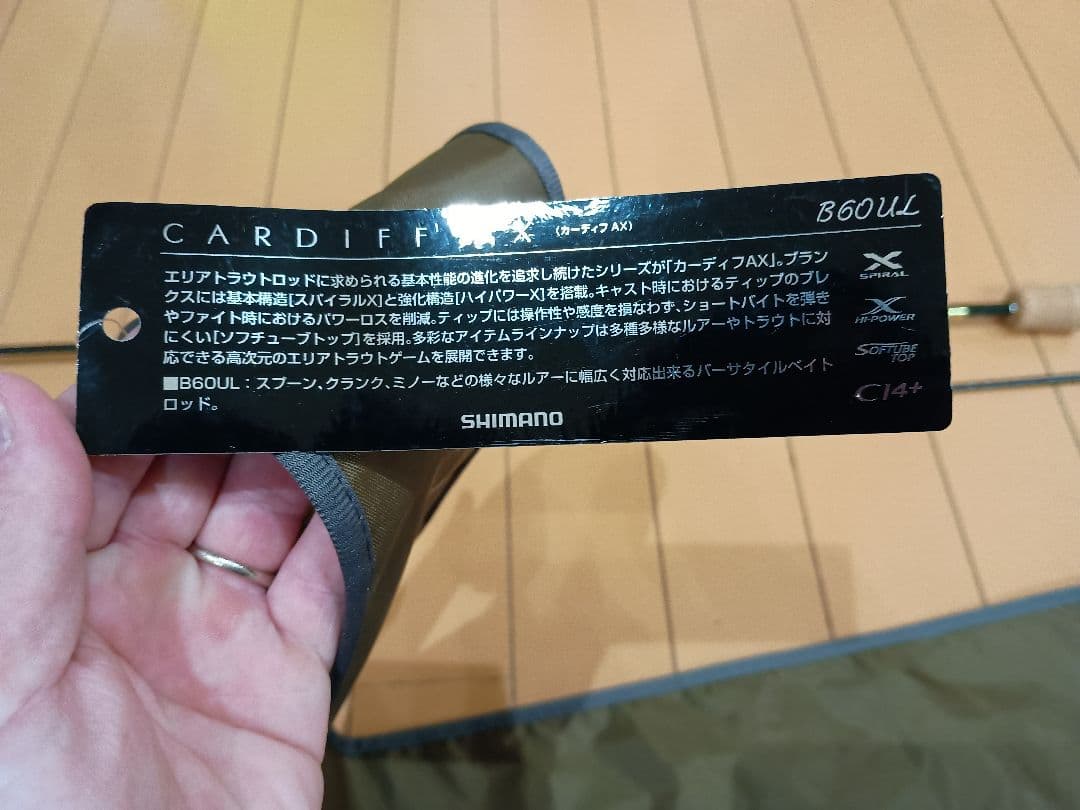 B60UL
CARDIFF X (カーディフAX)
エリアトラウトロッドに求められる基本性能の進化を追求し続けたシリーズが「カーディフAX」。ブラン
クスには基本構造[スパイラルX]と強化構造[ハイパワーX]を搭載。キャスト時におけるティップのブレ
やファイト時におけるパワーロスを削減。ティップには操作性や感度を損なわず、ショートバイトを弾き
にくい[ソフチューブトップ]を採用。多彩なアイテムラインナップは多種多様なルアーやトラウトに対
応できる高次元のエリアトラウトゲームを展開できます。
■B60UL：スプーン、クランク、ミノーなどの様々なルアーに幅広く対応出来るバーサタイルベイト
ロッド。
SHIMANO
X
SPIRAL
X
HI-POWER
SOFTUBE
TOP
CI4+